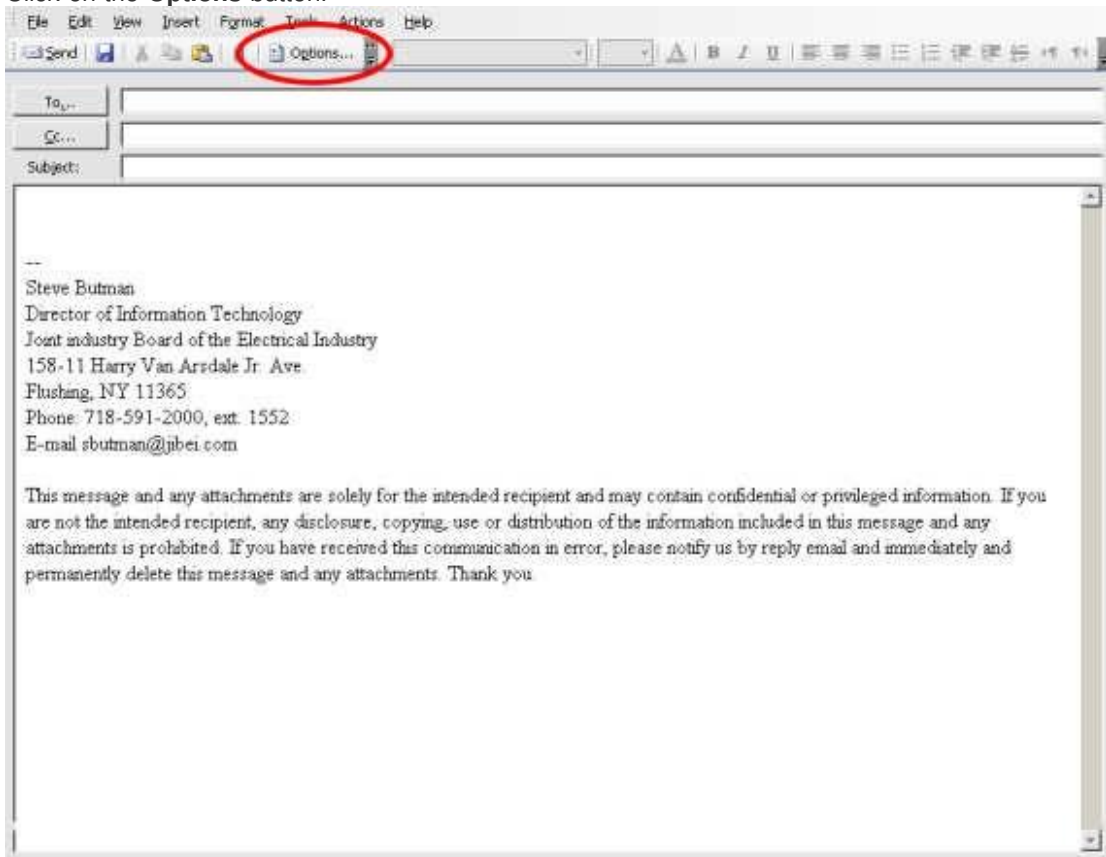 Click on the Options button.
File Edit View Insert Format Tools Actions Help
Send Options... A B I U
To...
Cc...
Subject:
--
Steve Butman
Director of Information Technology
Joint industry Board of the Electrical Industry
158-11 Harry Van Arsdale Jr. Ave.
Flushing, NY 11365
Phone: 718-591-2000, ext. 1552
E-mail sbutman@jibei.com
This message and any attachments are solely for the intended recipient and may contain confidential or privileged information. If you
are not the intended recipient, any disclosure, copying, use or distribution of the information included in this message and any
attachments is prohibited. If you have received this communication in error, please notify us by reply email and immediately and
permanently delete this message and any attachments. Thank you.